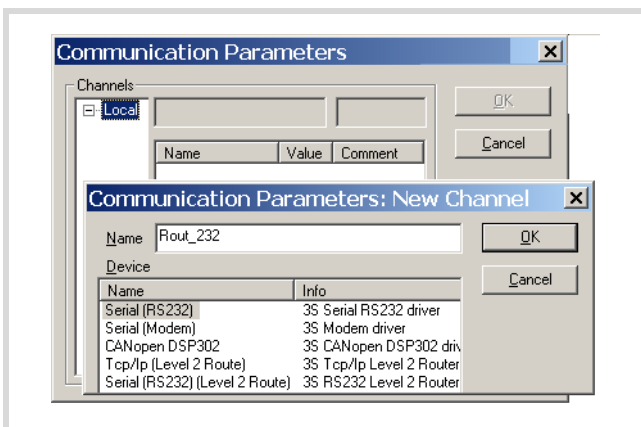 Communication Parameters
Channels
Local
OK
Cancel
Name Value Comment
Communication Parameters: New Channel
Name Rout_232
OK
Device
Cancel
Name Info
Serial (RS232) 3S Serial RS232 driver
Serial (Modem) 3S Modem driver
CANopen DSP302 3S CANopen DSP302 driv
Tcp/Ip (Level 2 Route) 3S Tcp/Ip Level 2 Router
Serial (RS232) (Level 2 Route) 3S RS232 Level 2 Router